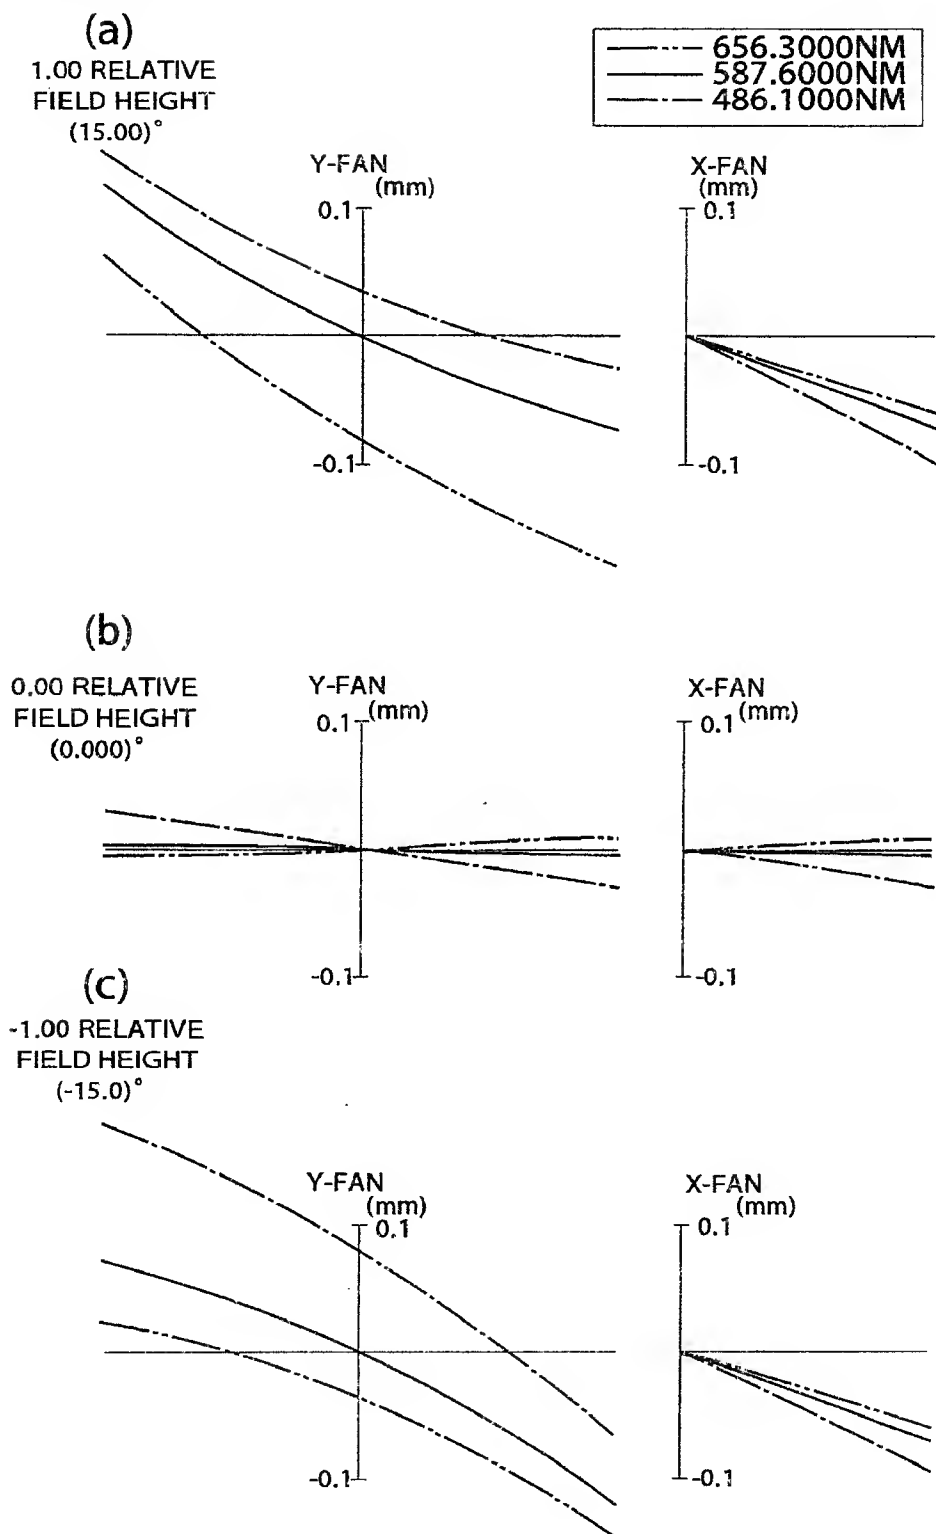 (a)
1.00 RELATIVE
FIELD HEIGHT
(15.00)°
656.3000NM
587.6000NM
486.1000NM
Y-FAN
(mm)
0.1
-0.1
X-FAN
(mm)
0.1
-0.1
(b)
0.00 RELATIVE
FIELD HEIGHT
(0.000)°
Y-FAN
(mm)
0.1
-0.1
X-FAN
(mm)
0.1
-0.1
(c)
-1.00 RELATIVE
FIELD HEIGHT
(-15.0)°
Y-FAN
(mm)
0.1
-0.1
X-FAN
(mm)
0.1
-0.1